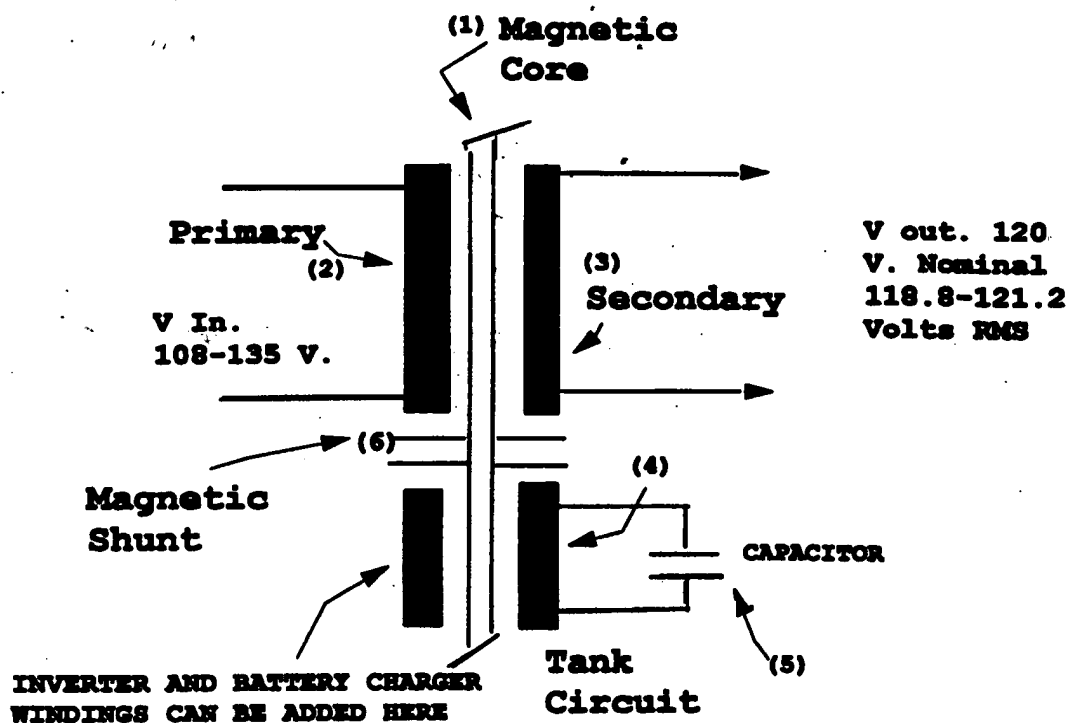 (1) Magnetic
Core
Primary
(2)
(3)
Secondary
V out. 120
V. Nominal
118.8-121.2
Volts RMS
V In.
108-135 V.
(6)
Magnetic
Shunt
(4)
CAPACITOR
(5)
Tank
Circuit
INVERTER AND BATTERY CHARGER
WINDINGS CAN BE ADDED HERE